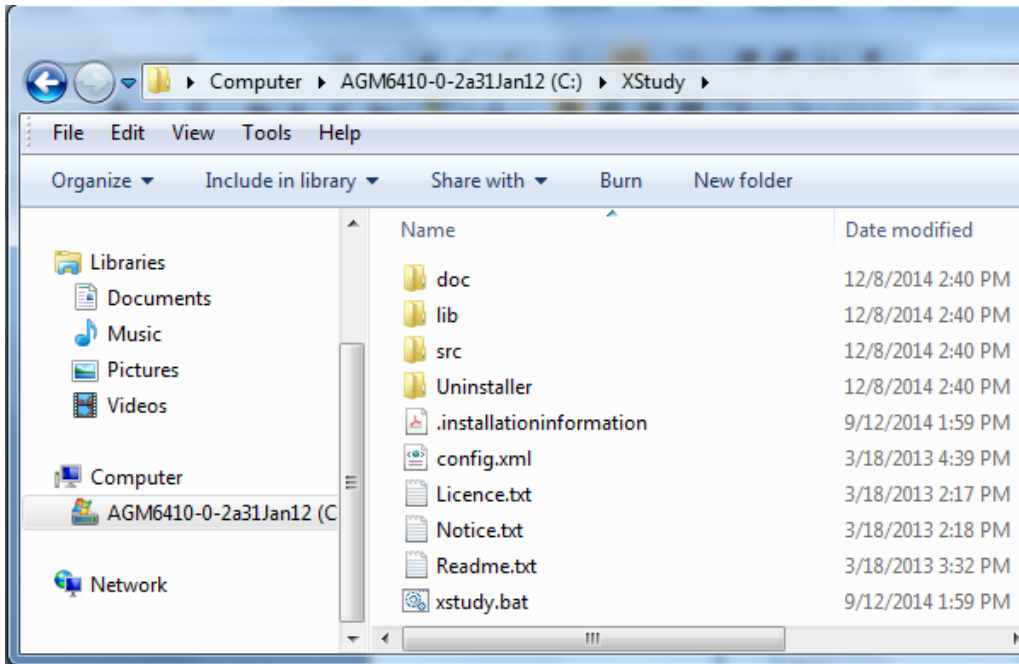 Computer AGM6410-0-2a31Jan12 (C:) XStudy
File Edit View Tools Help
Organize Include in library Share with Burn New folder
Name Date modified
Libraries
Documents
Music
Pictures
Videos
Computer
AGM6410-0-2a31Jan12 (C
Network
doc 12/8/2014 2:40 PM
lib 12/8/2014 2:40 PM
src 12/8/2014 2:40 PM
Uninstaller 12/8/2014 2:40 PM
.installationinformation 9/12/2014 1:59 PM
config.xml 3/18/2013 4:39 PM
Licence.txt 3/18/2013 2:17 PM
Notice.txt 3/18/2013 2:18 PM
Readme.txt 3/18/2013 3:32 PM
xstudy.bat 9/12/2014 1:59 PM